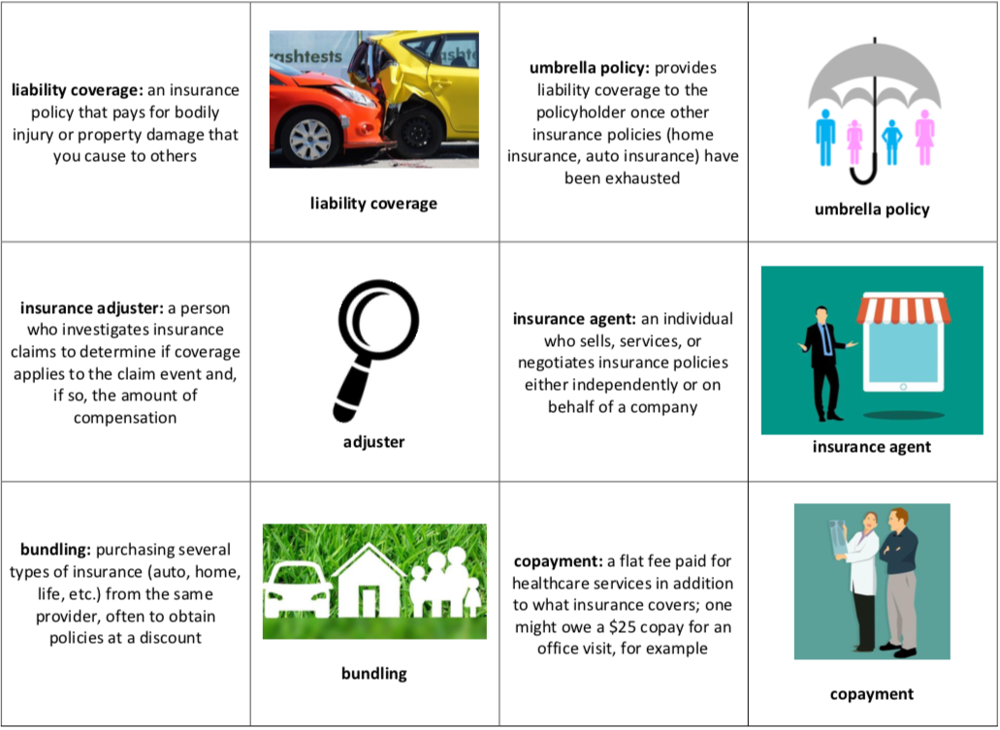 liability coverage: an insurance
policy that pays for bodily
injury or property damage that
you cause to others
ashtests
ashte
liability coverage
umbrella policy: provides
liability coverage to the
policyholder once other
insurance policies (home
insurance, auto insurance) have
been exhausted
umbrella policy
insurance adjuster: a person
who investigates insurance
claims to determine if coverage
applies to the claim event and,
if so, the amount of
compensation
adjuster
insurance agent: an individual
who sells, services, or
negotiates insurance policies
either independently or on
behalf of a company
insurance agent
bundling: purchasing several
types of insurance (auto, home,
life, etc.) from the same
provider, often to obtain
policies at a discount
bundling
copayment: a flat fee paid for
healthcare services in addition
to what insurance covers; one
might owe a $25 copay for an
office visit, for example
copayment